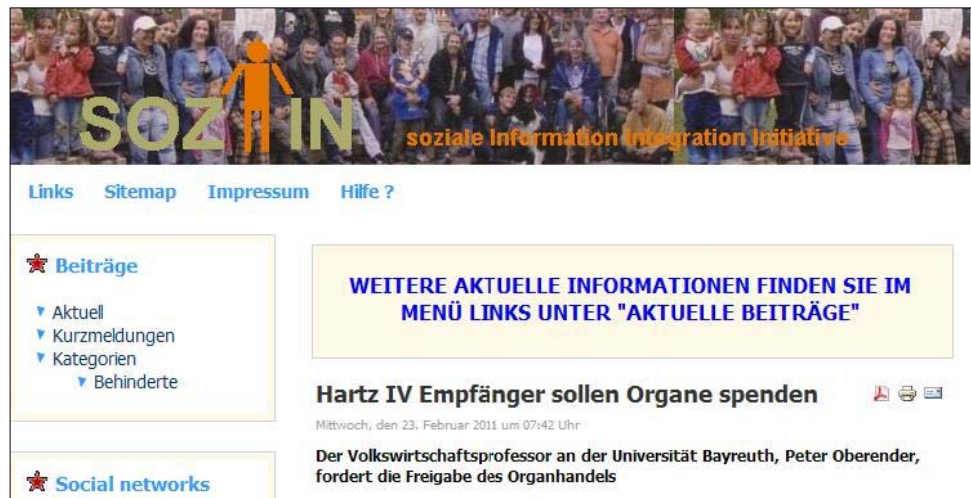 SOZIIN
soziale Information Integration Initiative
Links Sitemap Impressum Hilfe ?
Beiträge
Aktuell
Kurzmeldungen
Kategorien
Behinderte
Social networks
WEITERE AKTUELLE INFORMATIONEN FINDEN SIE IM
MENÜ LINKS UNTER "AKTUELLE BEITRÄGE"
Hartz IV Empfänger sollen Organe spenden
Mittwoch, den 23. Februar 2011 um 07:42 Uhr
Der Volkswirtschaftsprofessor an der Universität Bayreuth, Peter Oberender,
fordert die Freigabe des Organhandels